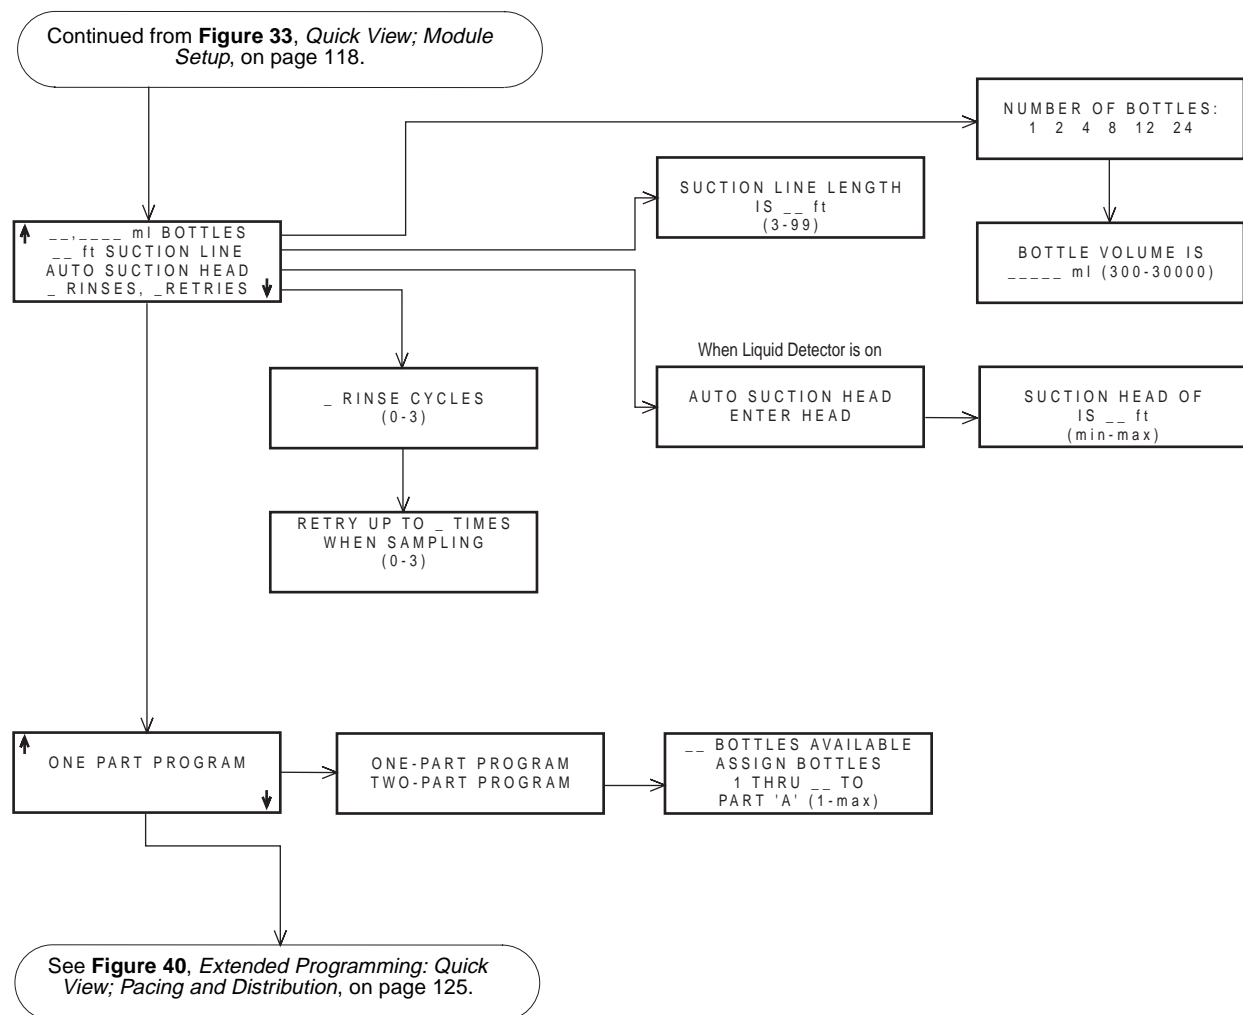 Continued from Figure 33, Quick View; Module
Setup, on page 118.
NUMBER OF BOTTLES:
1 2 4 8 12 24
SUCTION LINE LENGTH
IS __ ft
(3-99)
__,____ ml BOTTLES
__ ft SUCTION LINE
AUTO SUCTION HEAD
_ RINSES, _RETRIES
BOTTLE VOLUME IS
_____ ml (300-30000)
When Liquid Detector is on
_ RINSE CYCLES
(0-3)
AUTO SUCTION HEAD
ENTER HEAD
SUCTION HEAD OF
IS __ ft
(min-max)
RETRY UP TO _ TIMES
WHEN SAMPLING
(0-3)
ONE PART PROGRAM
ONE-PART PROGRAM
TWO-PART PROGRAM
__ BOTTLES AVAILABLE
ASSIGN BOTTLES
1 THRU __ TO
PART 'A' (1-max)
See Figure 40, Extended Programming: Quick
View; Pacing and Distribution, on page 125.